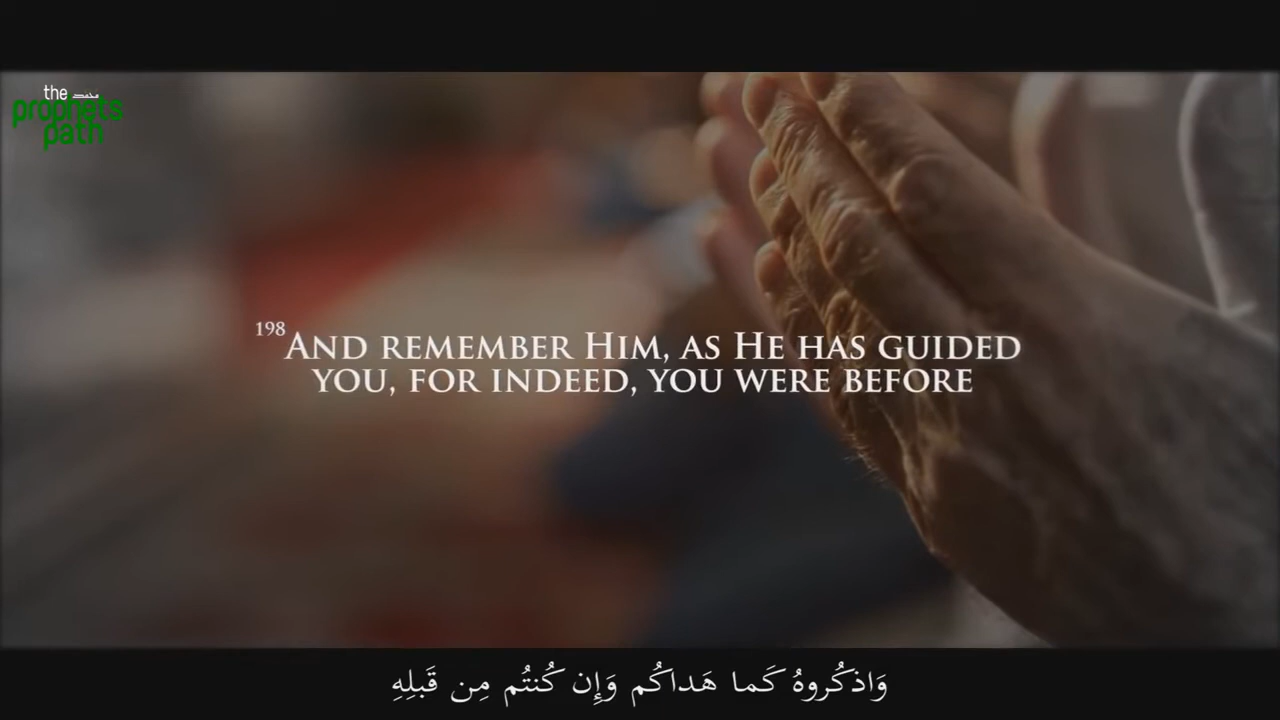 the
prophets
path
198 AND REMEMBER HIM, AS HE HAS GUIDED
YOU, FOR INDEED, YOU WERE BEFORE
وَاذكُروهُ كَما هَداكُم وَإِن كُنتُم مِن قَبلِهِ